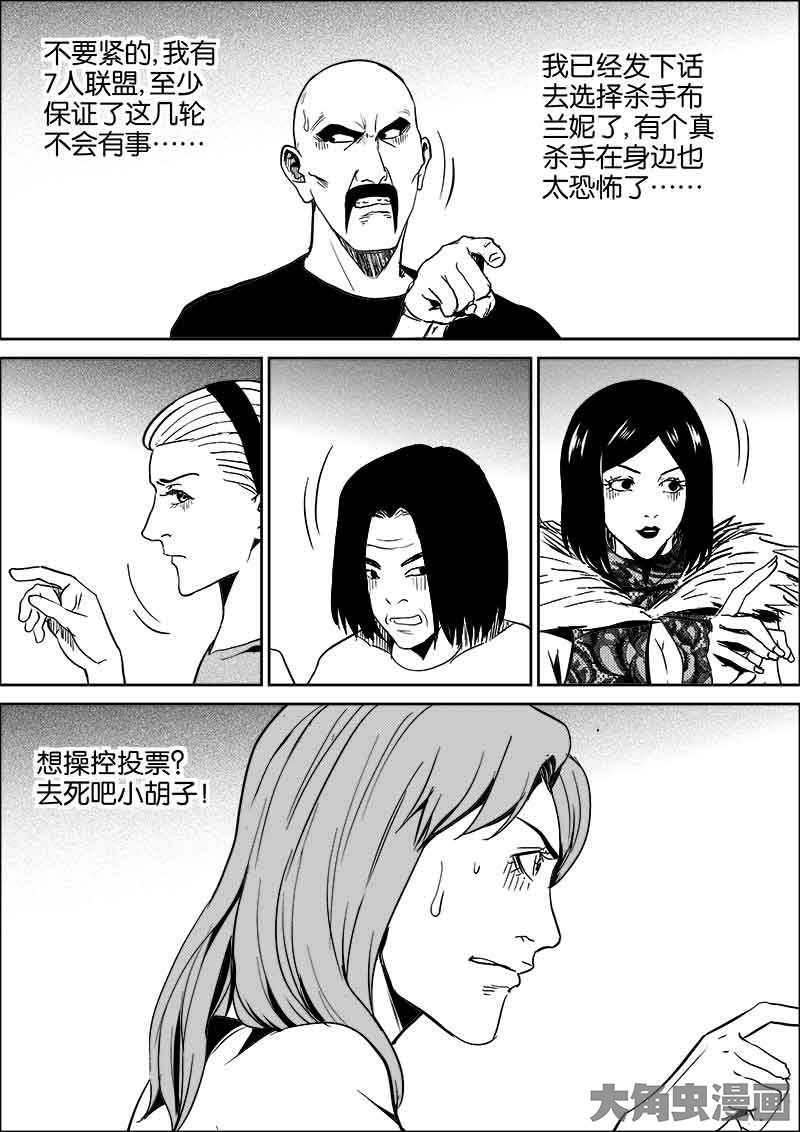 不要紧的，我有
7人联盟，至少
保证了这几轮
不会有事……
我已经发下话
去选择杀手布
兰妮了，有个真
杀手在身边也
太恐怖了……
想操控投票？
去死吧小胡子！
大角虫漫画